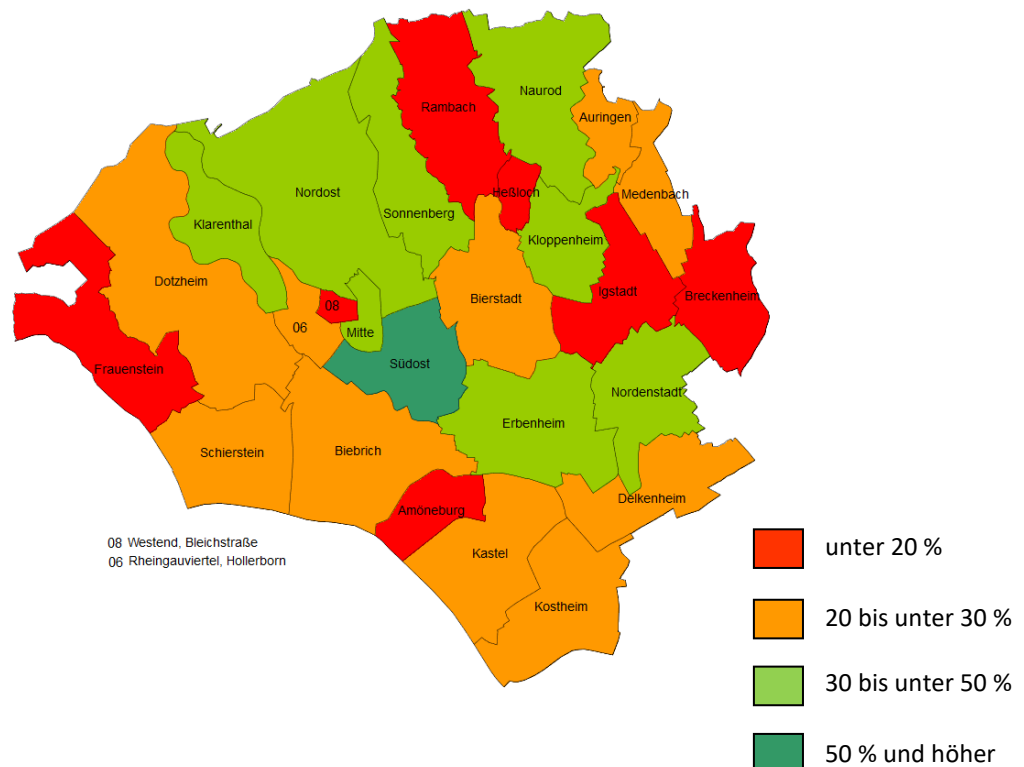 Naurod
Rambach
Auringen
Heßloch
Medenbach
Nordost
Sonnenberg
Klarenthal
Kloppenheim
Dotzheim
Igstadt
Breckenheim
Bierstadt
08
06
Mitte
Südost
Frauenstein
Nordenstadt
Erbenheim
Schierstein
Biebrich
Delkenheim
Amöneburg
Kastel
Kostheim
08 Westend, Bleichstraße
06 Rheingauviertel, Hollerborn
unter 20 %
20 bis unter 30 %
30 bis unter 50 %
50 % und höher